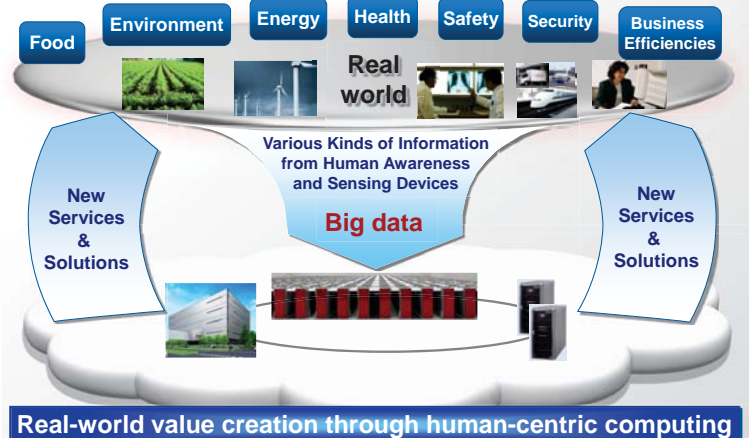 Food
Environment
Energy
Health
Safety
Security
Business
Efficiencies
Real
world
Various Kinds of Information
from Human Awareness
and Sensing Devices
Big data
New
Services
&
Solutions
New
Services
&
Solutions
Real-world value creation through human-centric computing